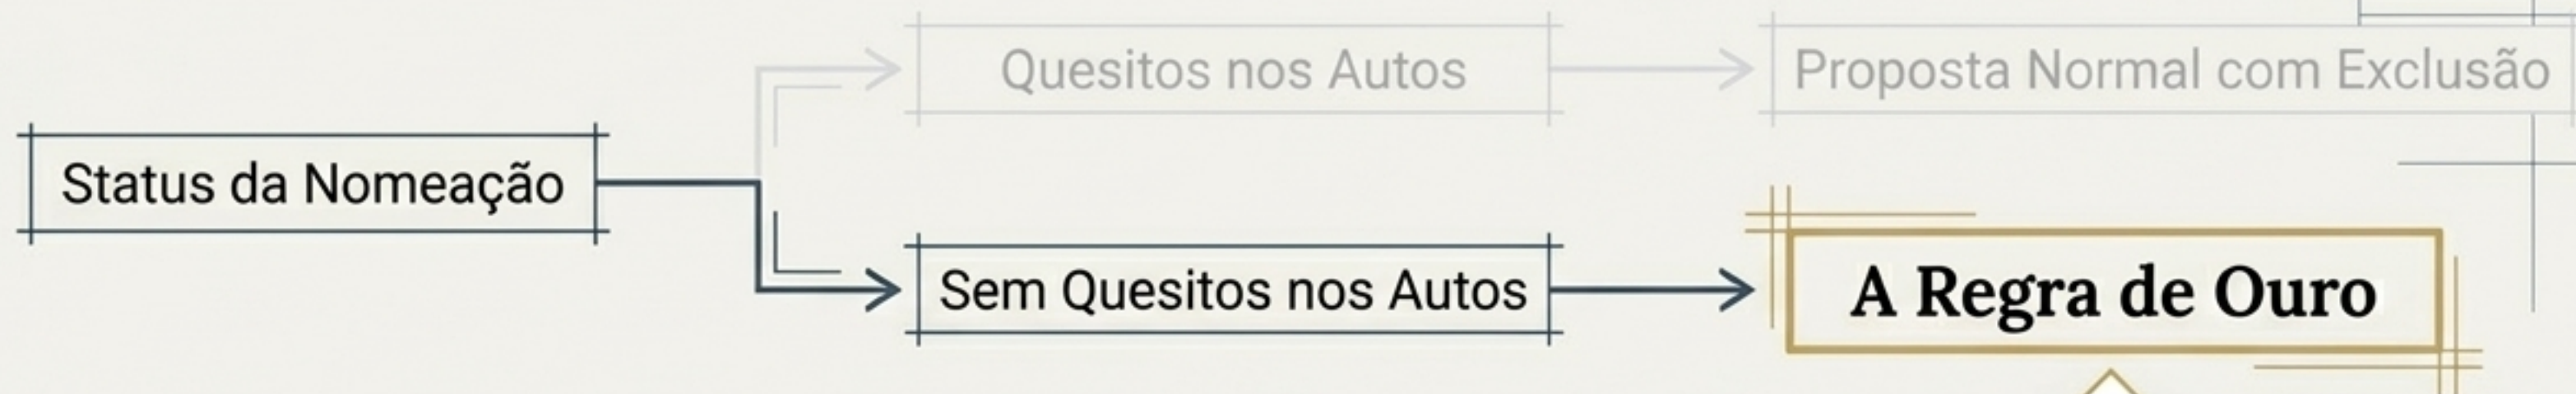 Quesitos nos Autos
Proposta Normal com Exclusão
Status da Nomeação
Sem Quesitos nos Autos
A Regra de Ouro